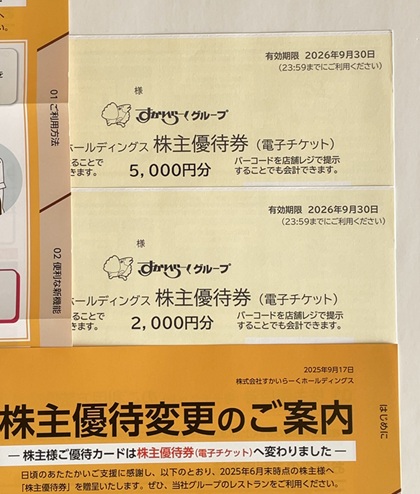 有効期限 2026年9月30日
(23:59までにご利用ください)
様
すかいらーくグループ
ホールディングス 株主優待券（電子チケット）
ることで
きます。
5,000円分
バーコードを店舗レジで提示
することでも会計できます。
有効期限 2026年9月30日
(23:59までにご利用ください)
様
すかいらーくグループ
ールディングス 株主優待券（電子チケット）
ることで
きます。
2,000円分
バーコードを店舗レジで提示
することでも会計できます。
01 ご利用方法
02 便利な新機能
2025年9月17日
株式会社すかいらーくホールディングス
株主優待変更のご案内
― 株主様ご優待カードは株主優待券(電子チケット)へ変わりました ―
日頃のあたたかいご支援に感謝し、以下のとおり、2025年6月末時点の株主様へ
「株主優待券」を贈呈いたします。ぜひ、当社グループのレストランをご利用ください。
はじめに